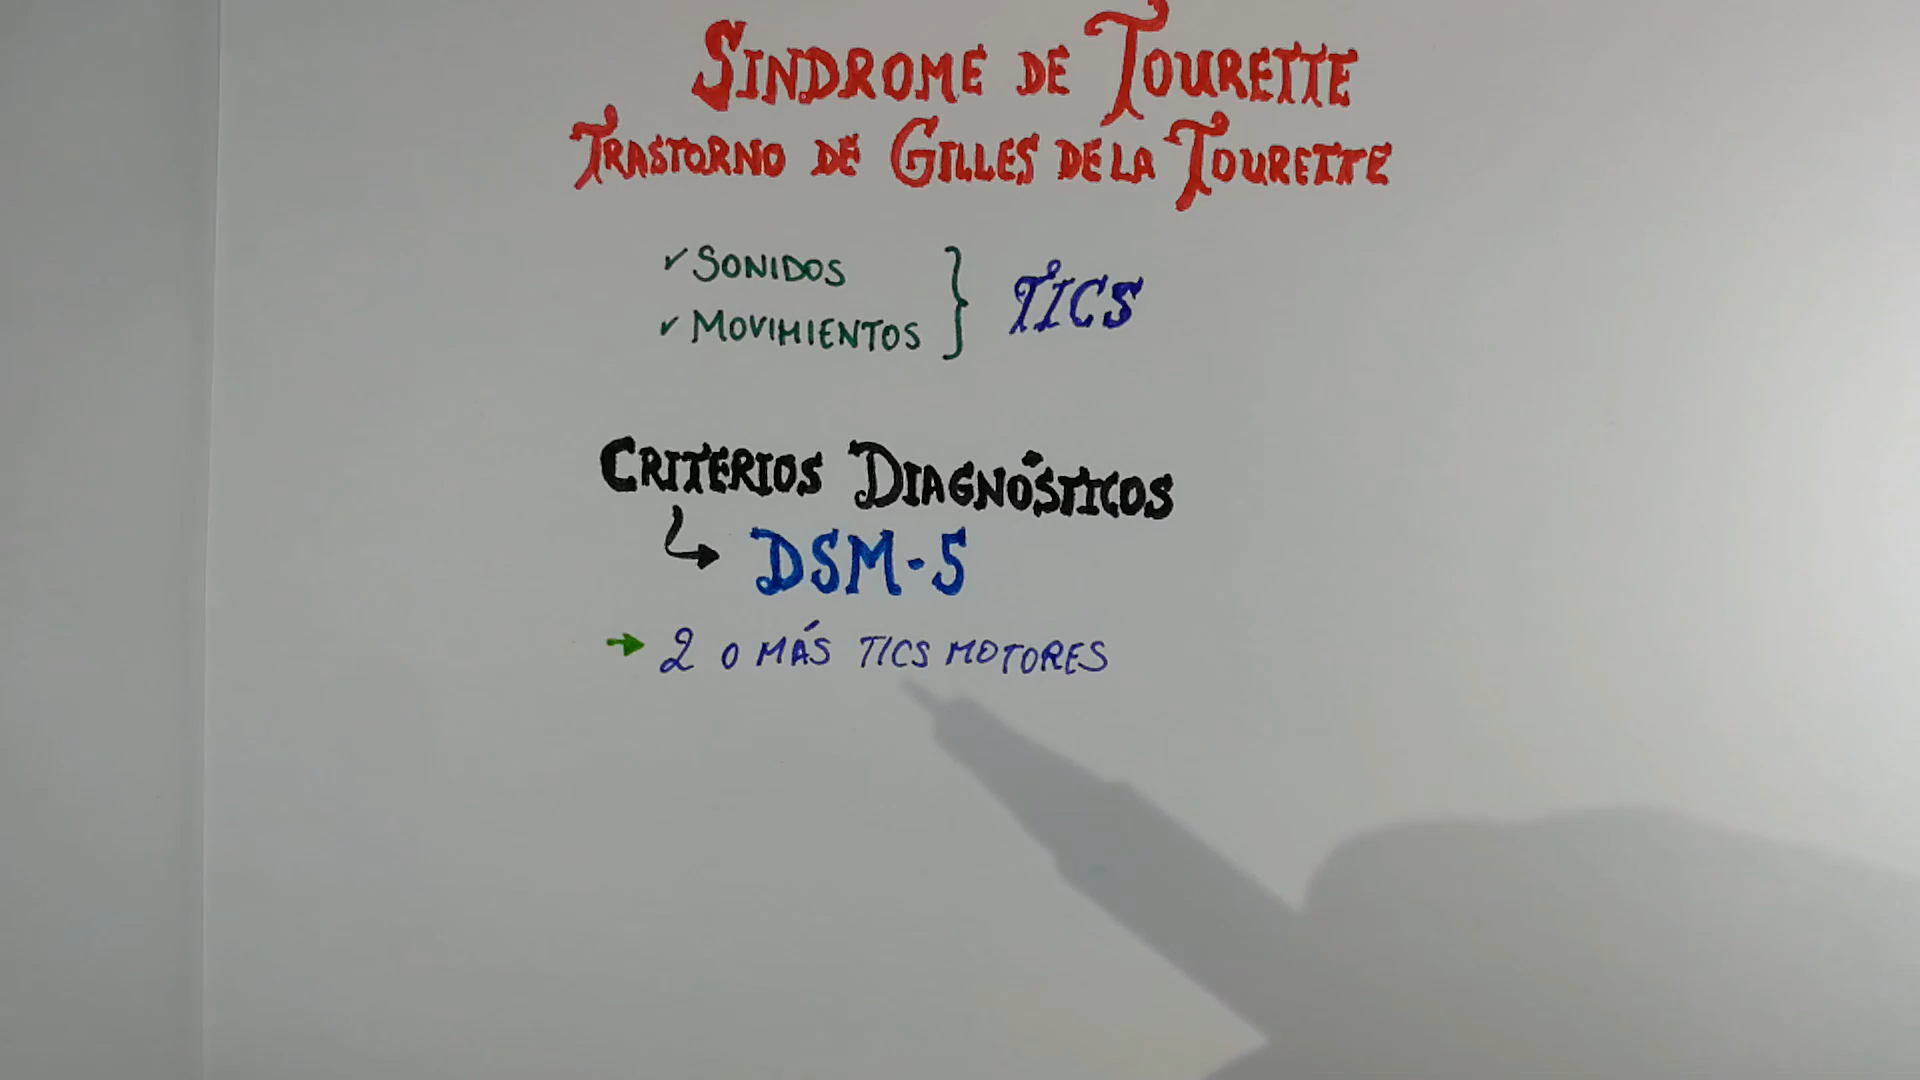 SINDROME DE TOURETTE
TRASTORNO DE GILLES DE LA TOURETTE
✓ SONIDOS
✓ MOVIMIENTOS
} TICS
CRITERIOS DIAGNÓSTICOS
DSM-5
→ 2 O MÁS TICS MOTORES